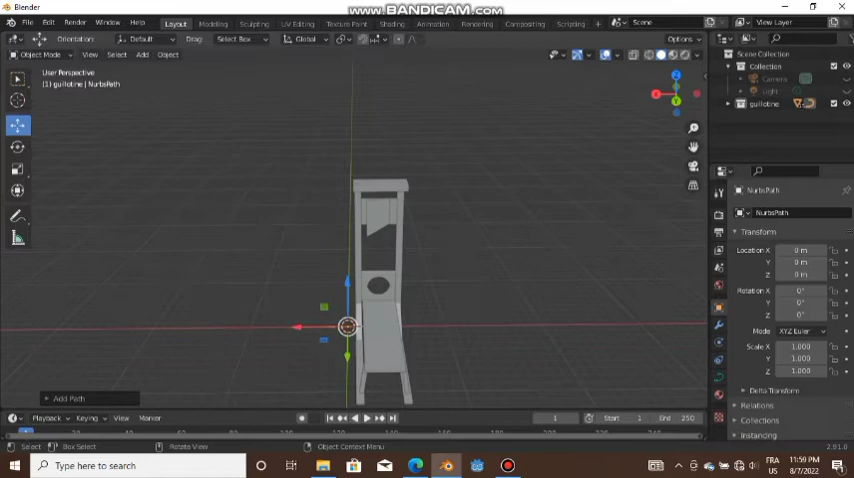 Blender
www.BANDICAM.com
File Edit Render Window Help Layout Modeling Sculpting UV Editing Texture Paint Shading Animation Rendering Compositing Scripting Scene View Layer
Orientation: Default Drag: Select Box Global Options
Object Mode View Select Add Object
User Perspective
(1) guillotine | NurbsPath
Scene Collection
Collection
Camera
Light
guillotine
NurbsPath
NurbsPath
Transform
Location X 0 m
Y 0 m
Z 0 m
Rotation X 0°
Y 0°
Z 0°
Mode XYZ Euler
Scale X 1.000
Y 1.000
Z 1.000
Delta Transform
Relations
Collections
Instancing
X
Y
Z
Add Path
Playback Keying View Marker 1 Start 1 End 250
Select Box Select Rotate View Object Context Menu 2.91.0
Type here to search
FRA 11:59 PM
US 8/7/2022